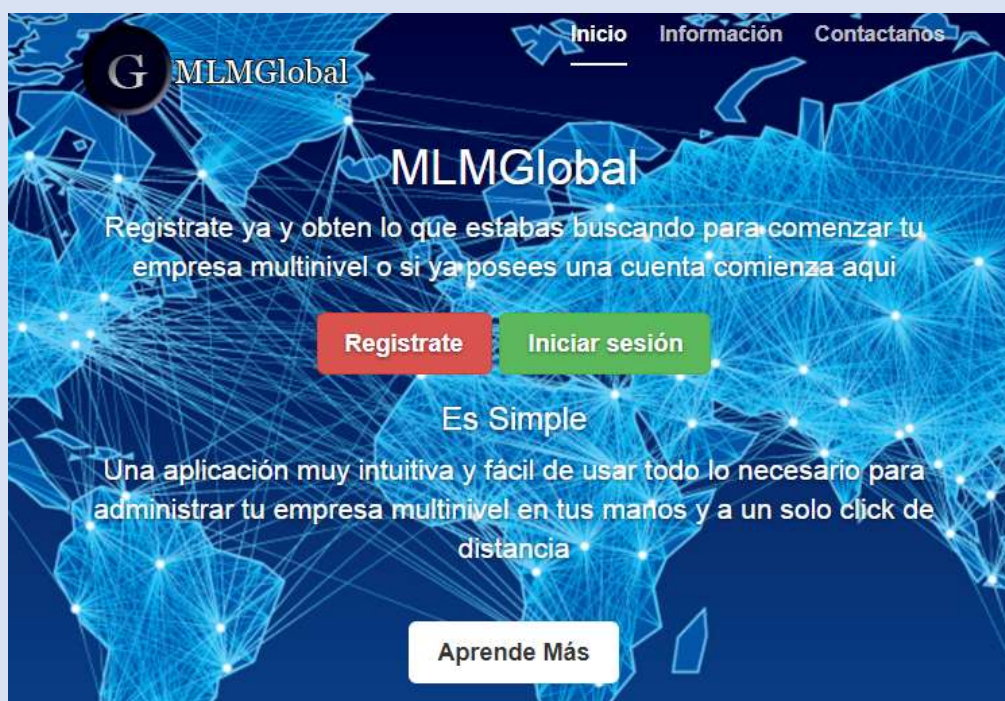 G MLMGlobal
Inicio Información Contactanos
MLMGlobal
Registrate ya y obten lo que estabas buscando para comenzar tu
empresa multinivel o si ya posees una cuenta comienza aqui
Registrate Iniciar sesión
Es Simple
Una aplicación muy intuitiva y fácil de usar todo lo necesario para
administrar tu empresa multinivel en tus manos y a un solo click de
distancia
Aprende Más